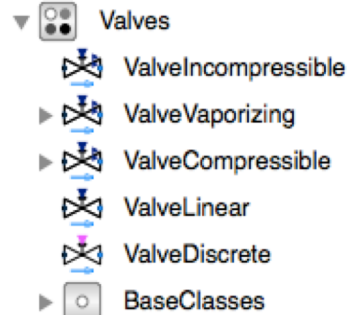 Valves
ValveIncompressible
ValveVaporizing
ValveCompressible
ValveLinear
ValveDiscrete
BaseClasses